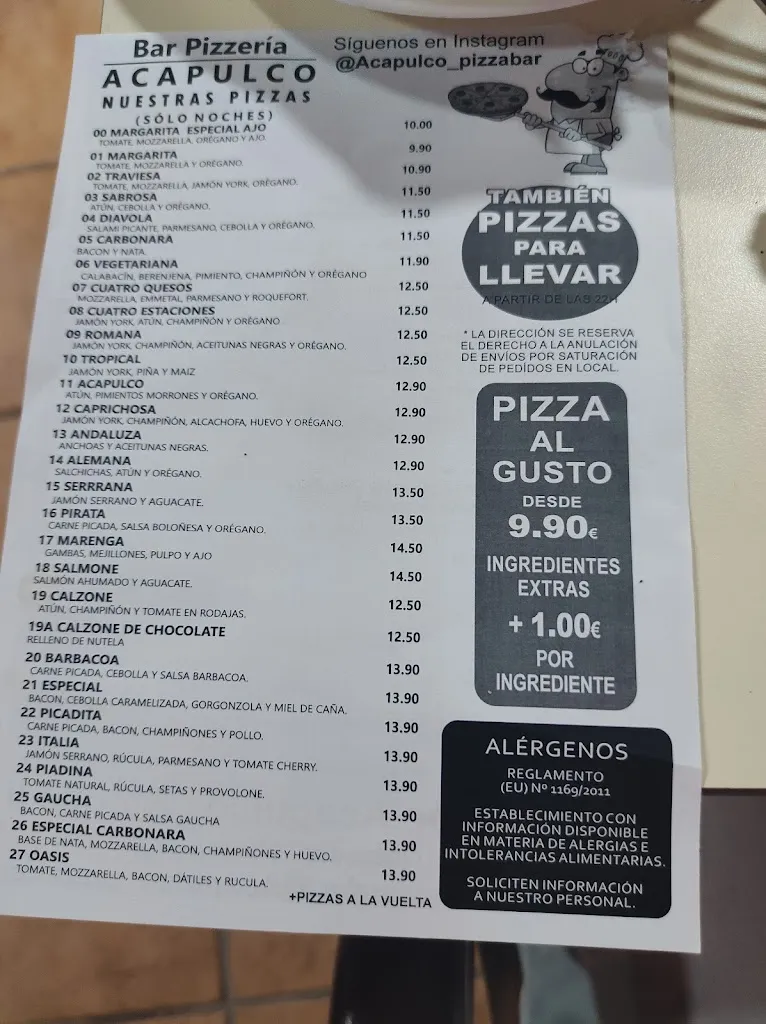 Bar Pizzería
ACAPULCO
NUESTRAS PIZZAS
(SÓLO NOCHES)
00 MARGARITA ESPECIAL AJO 10.00
TOMATE, MOZZARELLA, ORÉGANO Y AJO.
01 MARGARITA 9.90
TOMATE, MOZZARELLA Y ORÉGANO.
02 TRAVIESA 10.90
TOMATE, MOZZARELLA, JAMÓN YORK, ORÉGANO.
03 SABROSA 11.50
ATÚN, CEBOLLA Y ORÉGANO.
04 DIAVOLA 11.50
SALAMI PICANTE, PARMESANO, CEBOLLA Y ORÉGANO.
05 CARBONARA 11.50
BACON Y NATA.
06 VEGETARIANA 11.90
CALABACÍN, BERENJENA, PIMIENTO, CHAMPIÑÓN Y ORÉGANO
07 CUATRO QUESOS 12.50
MOZZARELLA, EMMETAL, PARMESANO Y ROQUEFORT.
08 CUATRO ESTACIONES 12.50
JAMÓN YORK, ATÚN, CHAMPIÑÓN Y ORÉGANO
09 ROMANA 12.50
JAMÓN YORK, CHAMPIÑÓN, ACEITUNAS NEGRAS Y ORÉGANO.
10 TROPICAL 12.50
JAMÓN YORK, PIÑA Y MAIZ
11 ACAPULCO 12.90
ATÚN, PIMIENTOS MORRONES Y ORÉGANO.
12 CAPRICHOSA 12.90
JAMÓN YORK, CHAMPIÑÓN, ALCACHOFA, HUEVO Y ORÉGANO.
13 ANDALUZA 12.90
ANCHOAS Y ACEITUNAS NEGRAS.
14 ALEMANA 12.90
SALCHICHAS, ATÚN Y ORÉGANO.
15 SERRRANA 13.50
JAMÓN SERRANO Y AGUACATE.
16 PIRATA 13.50
CARNE PICADA, SALSA BOLOÑESA Y ORÉGANO.
17 MARENGA 14.50
GAMBAS, MEJILLONES, PULPO Y AJO
18 SALMONE 14.50
SALMÓN AHUMADO Y AGUACATE.
19 CALZONE 12.50
ATÚN, CHAMPIÑÓN Y TOMATE EN RODAJAS.
19A CALZONE DE CHOCOLATE 12.50
RELLENO DE NUTELA
20 BARBACOA 13.90
CARNE PICADA, CEBOLLA Y SALSA BARBACOA.
21 ESPECIAL 13.90
BACON, CEBOLLA CARAMELIZADA, GORGONZOLA Y MIEL DE CAÑA.
22 PICADITA 13.90
CARNE PICADA, BACON, CHAMPIÑONES Y POLLO.
23 ITALIA 13.90
JAMÓN SERRANO, RÚCULA, PARMESANO Y TOMATE CHERRY.
24 PIADINA 13.90
TOMATE NATURAL, RÚCULA, SETAS Y PROVOLONE.
25 GAUCHA 13.90
BACON, CARNE PICADA Y SALSA GAUCHA
26 ESPECIAL CARBONARA 13.90
BASE DE NATA, MOZZARELLA, BACON, CHAMPIÑONES Y HUEVO.
27 OASIS 13.90
TOMATE, MOZZARELLA, BACON, DÁTILES Y RUCULA.
+PIZZAS A LA VUELTA
Síguenos en Instagram
@Acapulco_pizzabar
TAMBIÉN
PIZZAS
PARA
LLEVAR
A PARTIR DE LAS 22H
* LA DIRECCIÓN SE RESERVA
EL DERECHO A LA ANULACIÓN
DE ENVÍOS POR SATURACIÓN
DE PEDÍDOS EN LOCAL.
PIZZA
AL
GUSTO
DESDE
9.90€
INGREDIENTES
EXTRAS
+ 1.00€
POR
INGREDIENTE
ALÉRGENOS
REGLAMENTO
(EU) Nº 1169/2011
ESTABLECIMIENTO CON
INFORMACIÓN DISPONIBLE
EN MATERIA DE ALERGIAS E
INTOLERANCIAS ALIMENTARIAS.
SOLICITEN INFORMACIÓN
A NUESTRO PERSONAL.